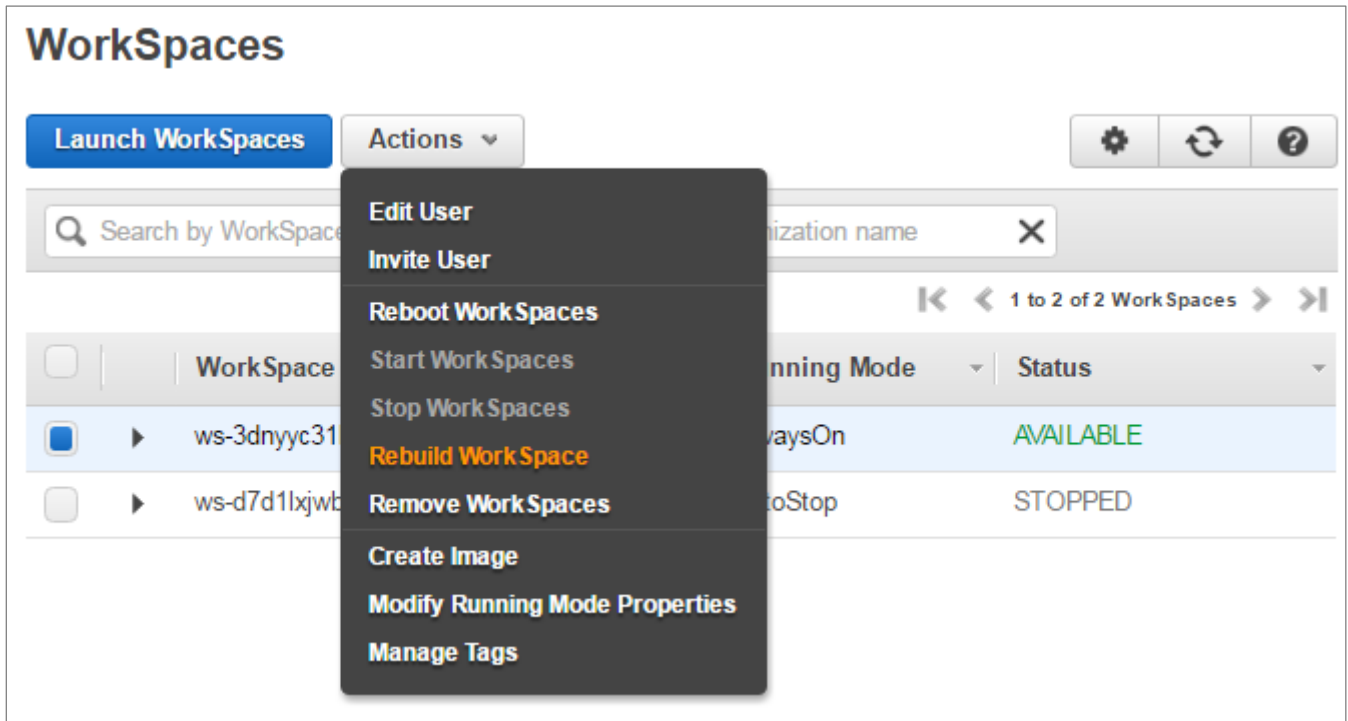 WorkSpaces
Launch WorkSpaces Actions
Search by WorkSpace nization name
Edit User
Invite User
1 to 2 of 2 WorkSpaces
Reboot WorkSpaces
WorkSpace Start WorkSpaces nning Mode Status
Stop WorkSpaces
ws-3dnyyc31 vaysOn AVAILABLE
Rebuild WorkSpace
ws-d7d1lxjwb Remove WorkSpaces toStop STOPPED
Create Image
Modify Running Mode Properties
Manage Tags